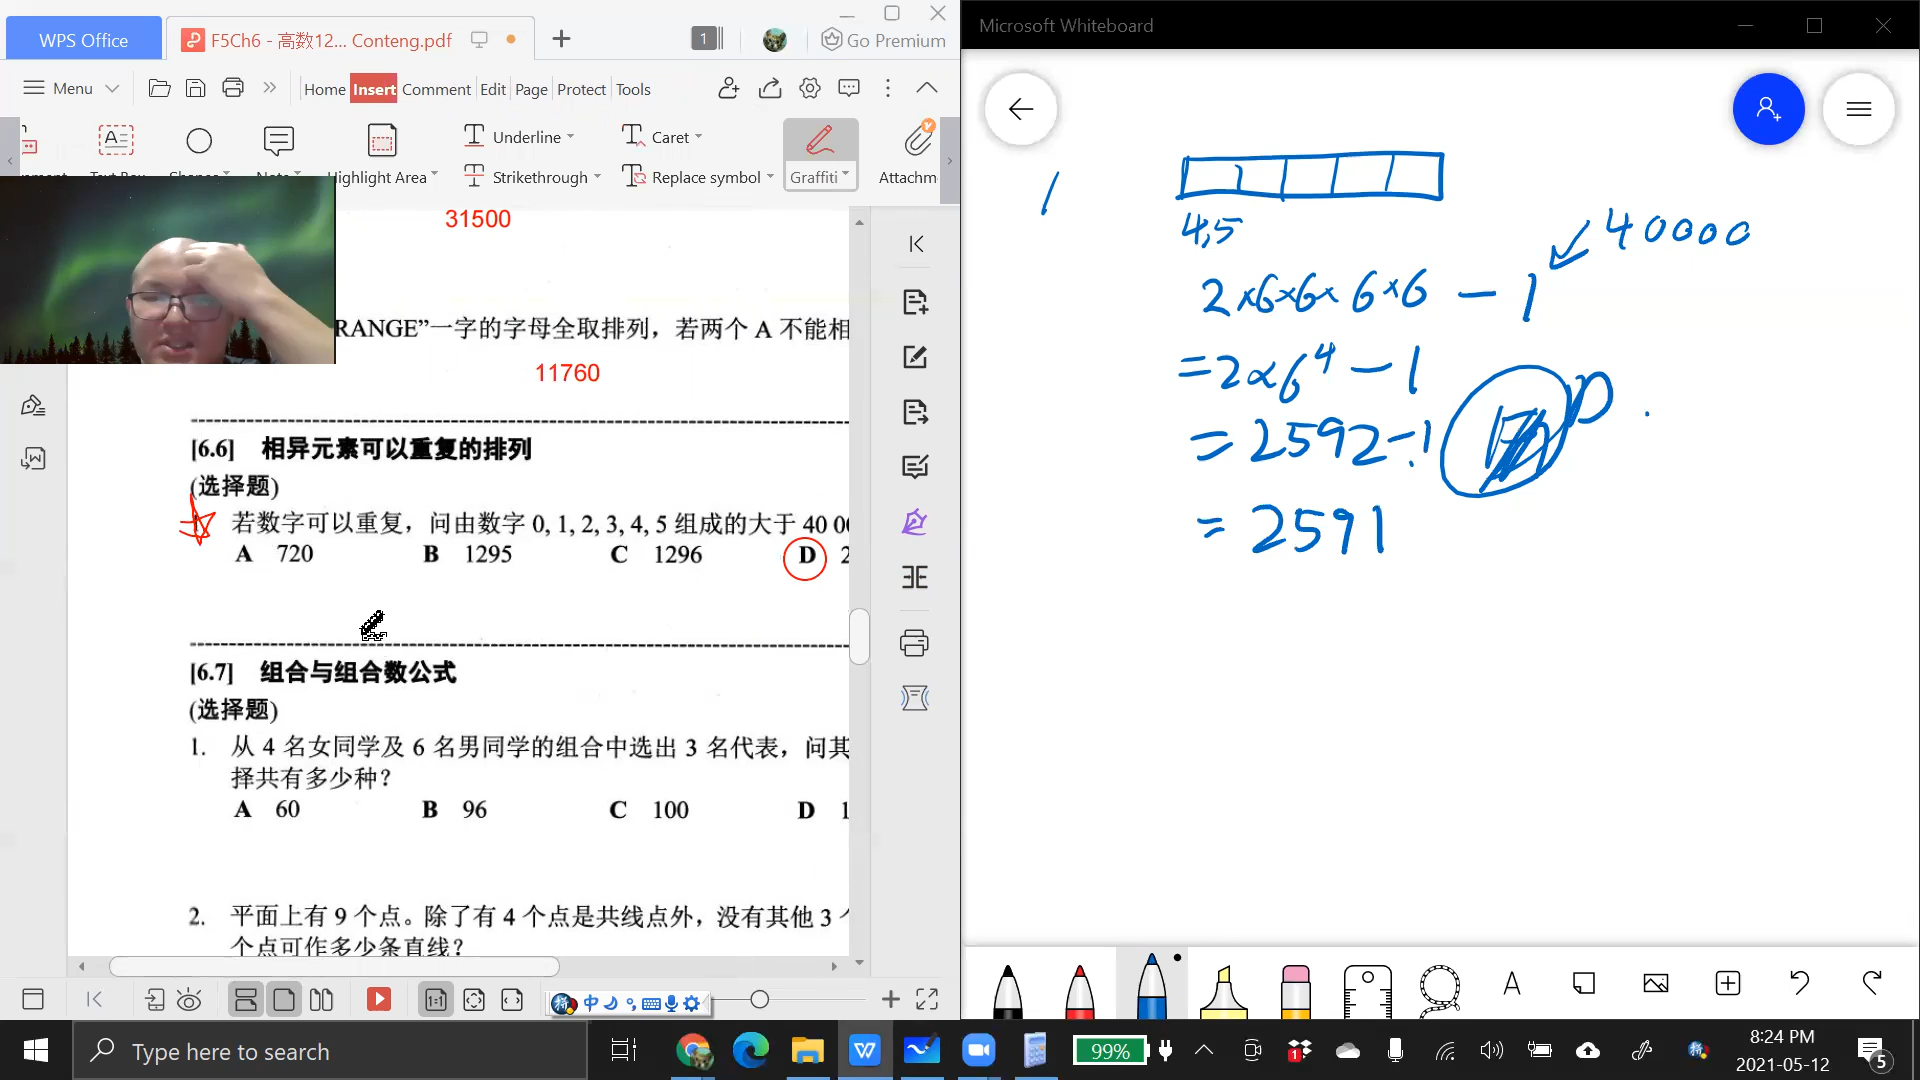 WPS Office
F5Ch6 - 高数12... Conteng.pdf
1
Go Premium
Menu
Home Insert Comment Edit Page Protect Tools
Underline
Caret
Strikethrough
Replace symbol
Highlight Area
Graffiti
Attachm
31500
RANGE”一字的字母全取排列，若两个 A 不能相
11760
[6.6] 相异元素可以重复的排列
(选择题)
若数字可以重复，问由数字 0, 1, 2, 3, 4, 5 组成的大于 40 0
A 720 B 1295 C 1296 D 2
[6.7] 组合与组合数公式
(选择题)
1. 从 4 名女同学及 6 名男同学的组合中选出 3 名代表，问其
择共有多少种？
A 60 B 96 C 100 D 1
2. 平面上有 9 个点。除了有 4 个点是共线点外，没有其他 3 个
个点可作多少条直线？
1:1
中
Microsoft Whiteboard
1
4,5
40000
2×6×6×6×6 - 1
= 2×6⁴ - 1
= 2592 - 1
D
= 2591
Type here to search
99%
8:24 PM
2021-05-12
5